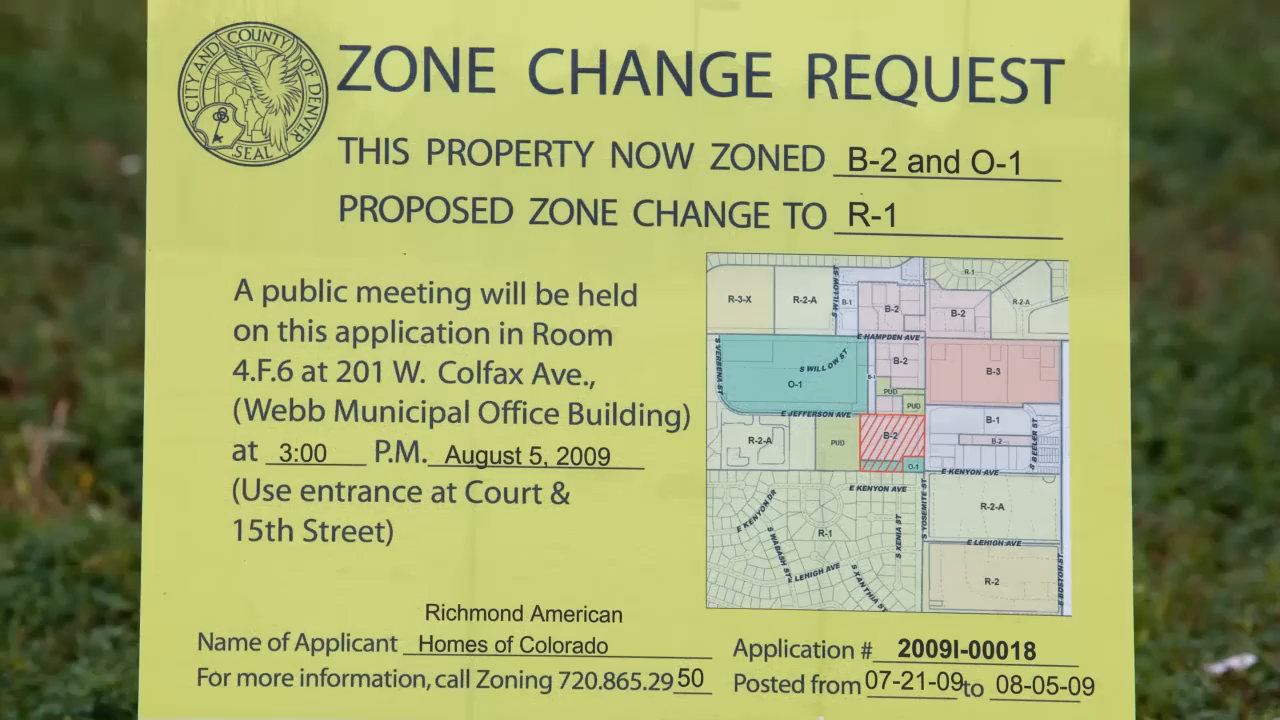 CITY AND COUNTY OF DENVER
SEAL
ZONE CHANGE REQUEST
THIS PROPERTY NOW ZONED B-2 and O-1
PROPOSED ZONE CHANGE TO R-1
A public meeting will be held
on this application in Room
4.F.6 at 201 W. Colfax Ave.,
(Webb Municipal Office Building)
at 3:00 P.M. August 5, 2009
(Use entrance at Court &
15th Street)
R-3-X
R-2-A
S WILLOW ST
B-1
B-2
B-2
R-1
R-2-A
E HAMPDEN AVE
S VERBENA ST
S WILLOW ST
O-1
B-2
B-1
PUD
PUD
B-3
E JEFFERSON AVE
R-2-A
PUD
B-2
O-1
B-1
B-2
S BEELER ST
E KENYON AVE
E KENYON AVE
E KENYON DR
R-1
S WABASH ST
E LEHIGH AVE
S XANTHIA ST
S XENIA ST
S YOSEMITE ST
R-2-A
E LEHIGH AVE
R-2
S BOSTON ST
Richmond American
Name of Applicant Homes of Colorado
For more information, call Zoning 720.865.2950
Application # 2009I-00018
Posted from 07-21-09 to 08-05-09